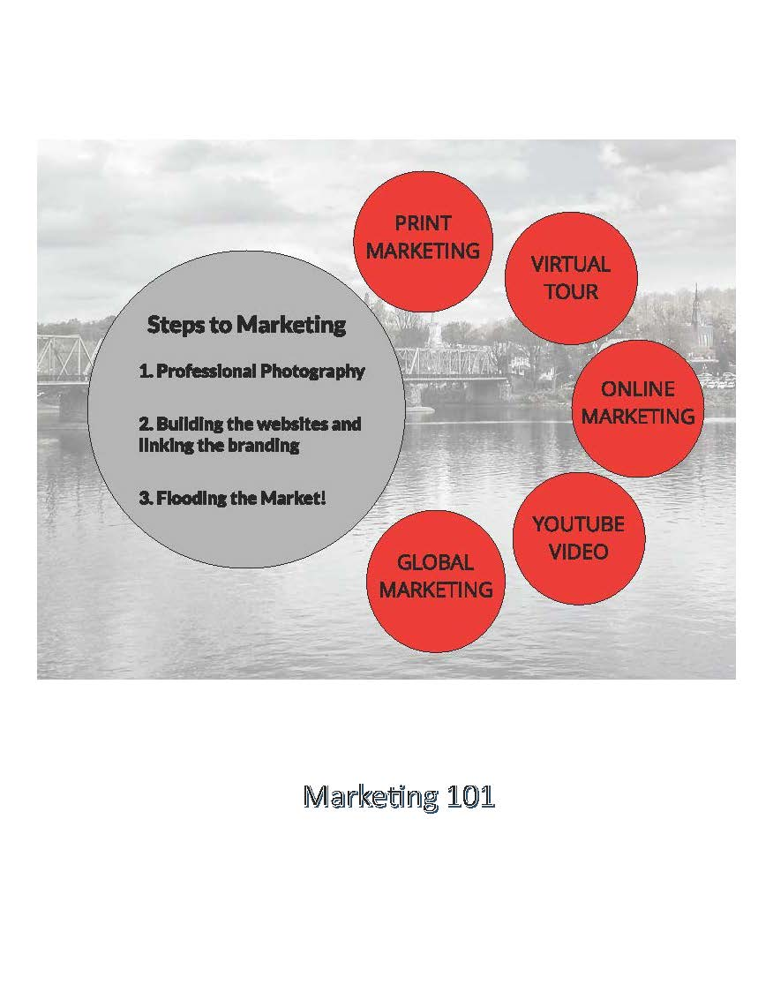 Steps to Marketing
1. Professional Photography
2. Building the websites and
linking the branding
3. Flooding the Market!
PRINT
MARKETING
VIRTUAL
TOUR
ONLINE
MARKETING
YOUTUBE
VIDEO
GLOBAL
MARKETING
Marketing 101